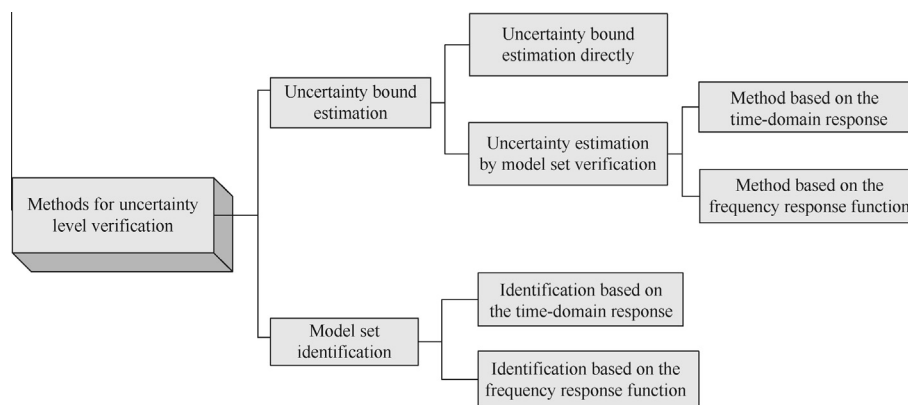 Methods for uncertainty
level verification
Uncertainty bound
estimation
Uncertainty bound
estimation directly
Uncertainty estimation
by model set verification
Method based on the
time-domain response
Method based on the
frequency response function
Model set
identification
Identification based on
the time-domain response
Identification based on the
frequency response function